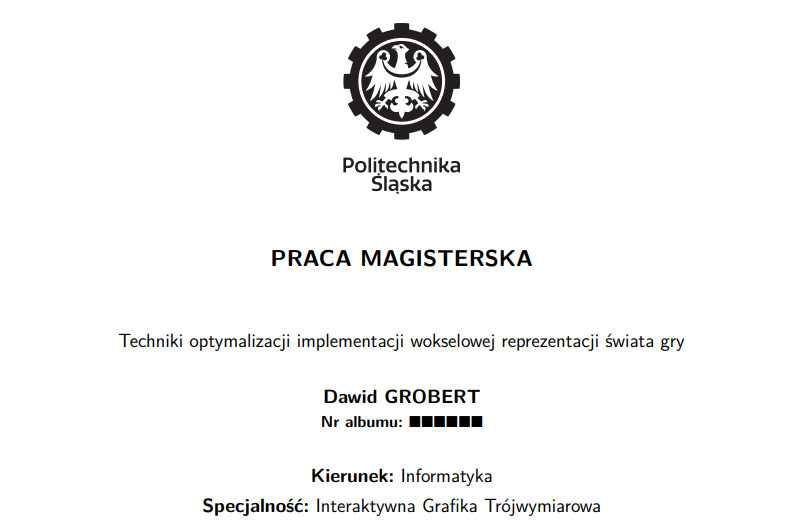 Politechnika
Śląska
PRACA MAGISTERSKA
Techniki optymalizacji implementacji wokselowej reprezentacji świata gry
Dawid GROBERT
Nr albumu: ■■■■■■
Kierunek: Informatyka
Specjalność: Interaktywna Grafika Trójwymiarowa